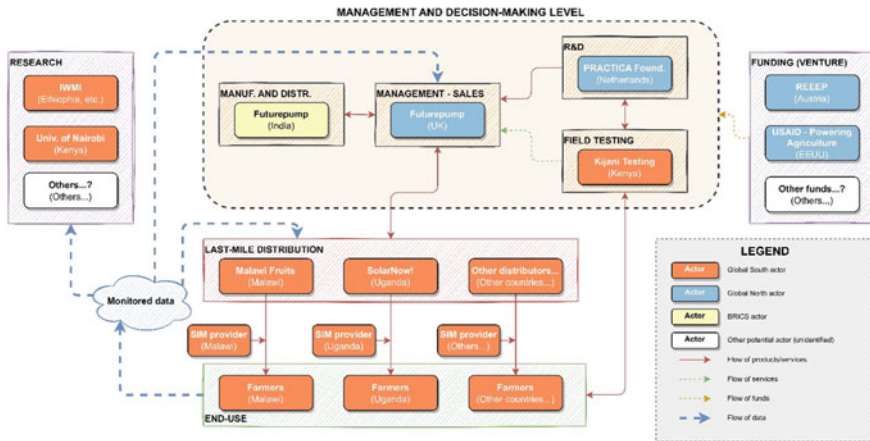 MANAGEMENT AND DECISION-MAKING LEVEL
RESEARCH
IWMI
(Ethiophia, etc.)
Univ. of Nairobi
(Kenya)
Others...?
(Others...)
MANUF. AND DISTR.
Futurepump
(India)
MANAGEMENT - SALES
Futurepump
(UK)
R&D
PRACTICA Found.
(Netherlands)
FIELD TESTING
Kijani Testing
(Kenya)
FUNDING (VENTURE)
REEEP
(Austria)
USAID - Powering
Agriculture
(EEUU)
Other funds...?
(Others...)
Monitored data
LAST-MILE DISTRIBUTION
Malawi Fruits
(Malawi)
SolarNow!
(Uganda)
Other distributors...
(Other countries...)
SIM provider
(Malawi)
SIM provider
(Uganda)
SIM provider
(Others...)
Farmers
(Malawi)
Farmers
(Uganda)
Farmers
(Other countries...)
END-USE
LEGEND
Actor
Global South actor
Actor
Global North actor
Actor
BRICS actor
Actor
Other potential actor (unidentified)
Flow of products/services
Flow of services
Flow of funds
Flow of data